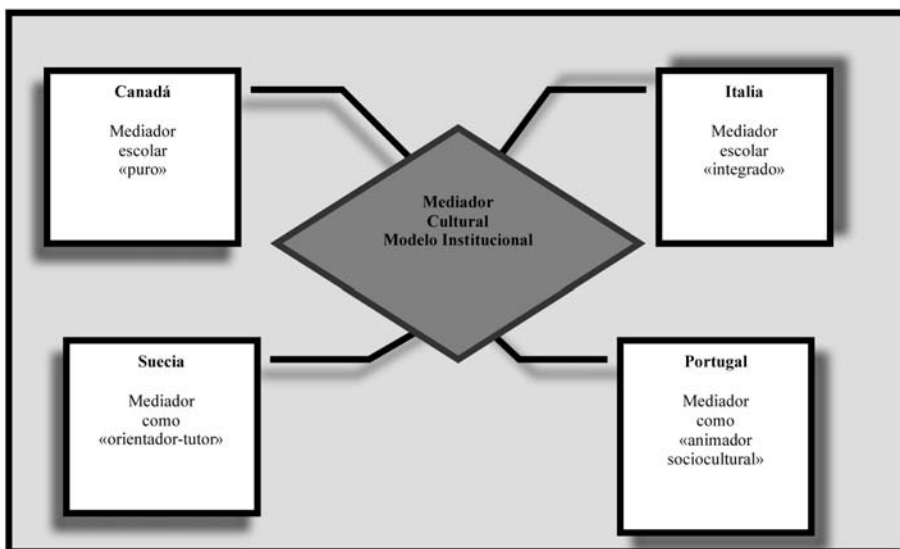 Canadá
Mediador
escolar
«puro»
Italia
Mediador
escolar
«integrado»
Mediador
Cultural
Modelo Institucional
Suecia
Mediador
como
«orientador-tutor»
Portugal
Mediador
como
«animador
sociocultural»